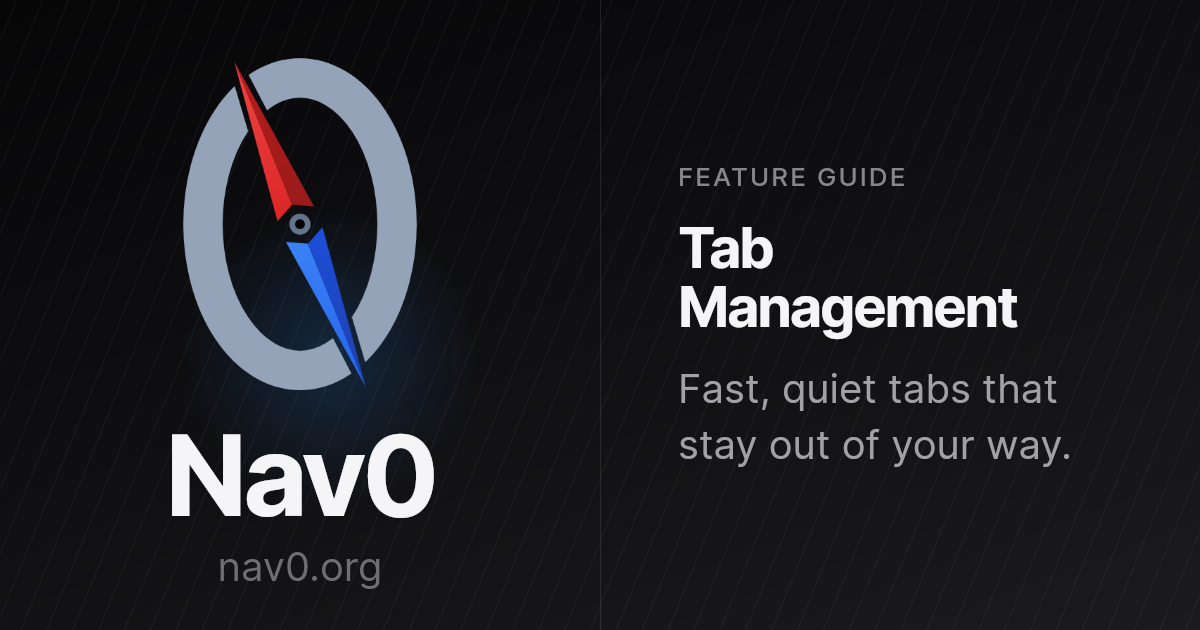 Nav0
nav0.org
FEATURE GUIDE
Tab
Management
Fast, quiet tabs that
stay out of your way.